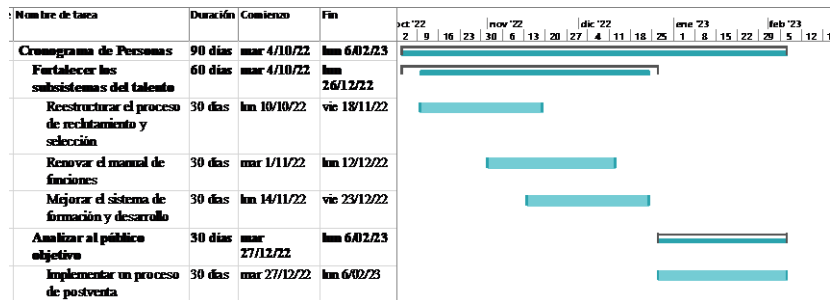 Nombre de tarea Duración Comienzo Fin
oct '22 nov '22 dic '22 ene '23 feb '23
2 9 16 23 30 6 13 20 27 4 11 18 25 1 8 15 22 29 5 12
Cronograma de Personas 90 días mar 4/10/22 lun 6/02/23
Fortalecer los subsistemas del talento 60 días mar 4/10/22 lun 26/12/22
Reestructurar el proceso de reclutamiento y selección 30 días lun 10/10/22 vie 18/11/22
Renovar el manual de funciones 30 días mar 1/11/22 lun 12/12/22
Mejorar el sistema de formación y desarrollo 30 días lun 14/11/22 vie 23/12/22
Analizar al público objetivo 30 días mar 27/12/22 lun 6/02/23
Implementar un proceso de postventa 30 días mar 27/12/22 lun 6/02/23